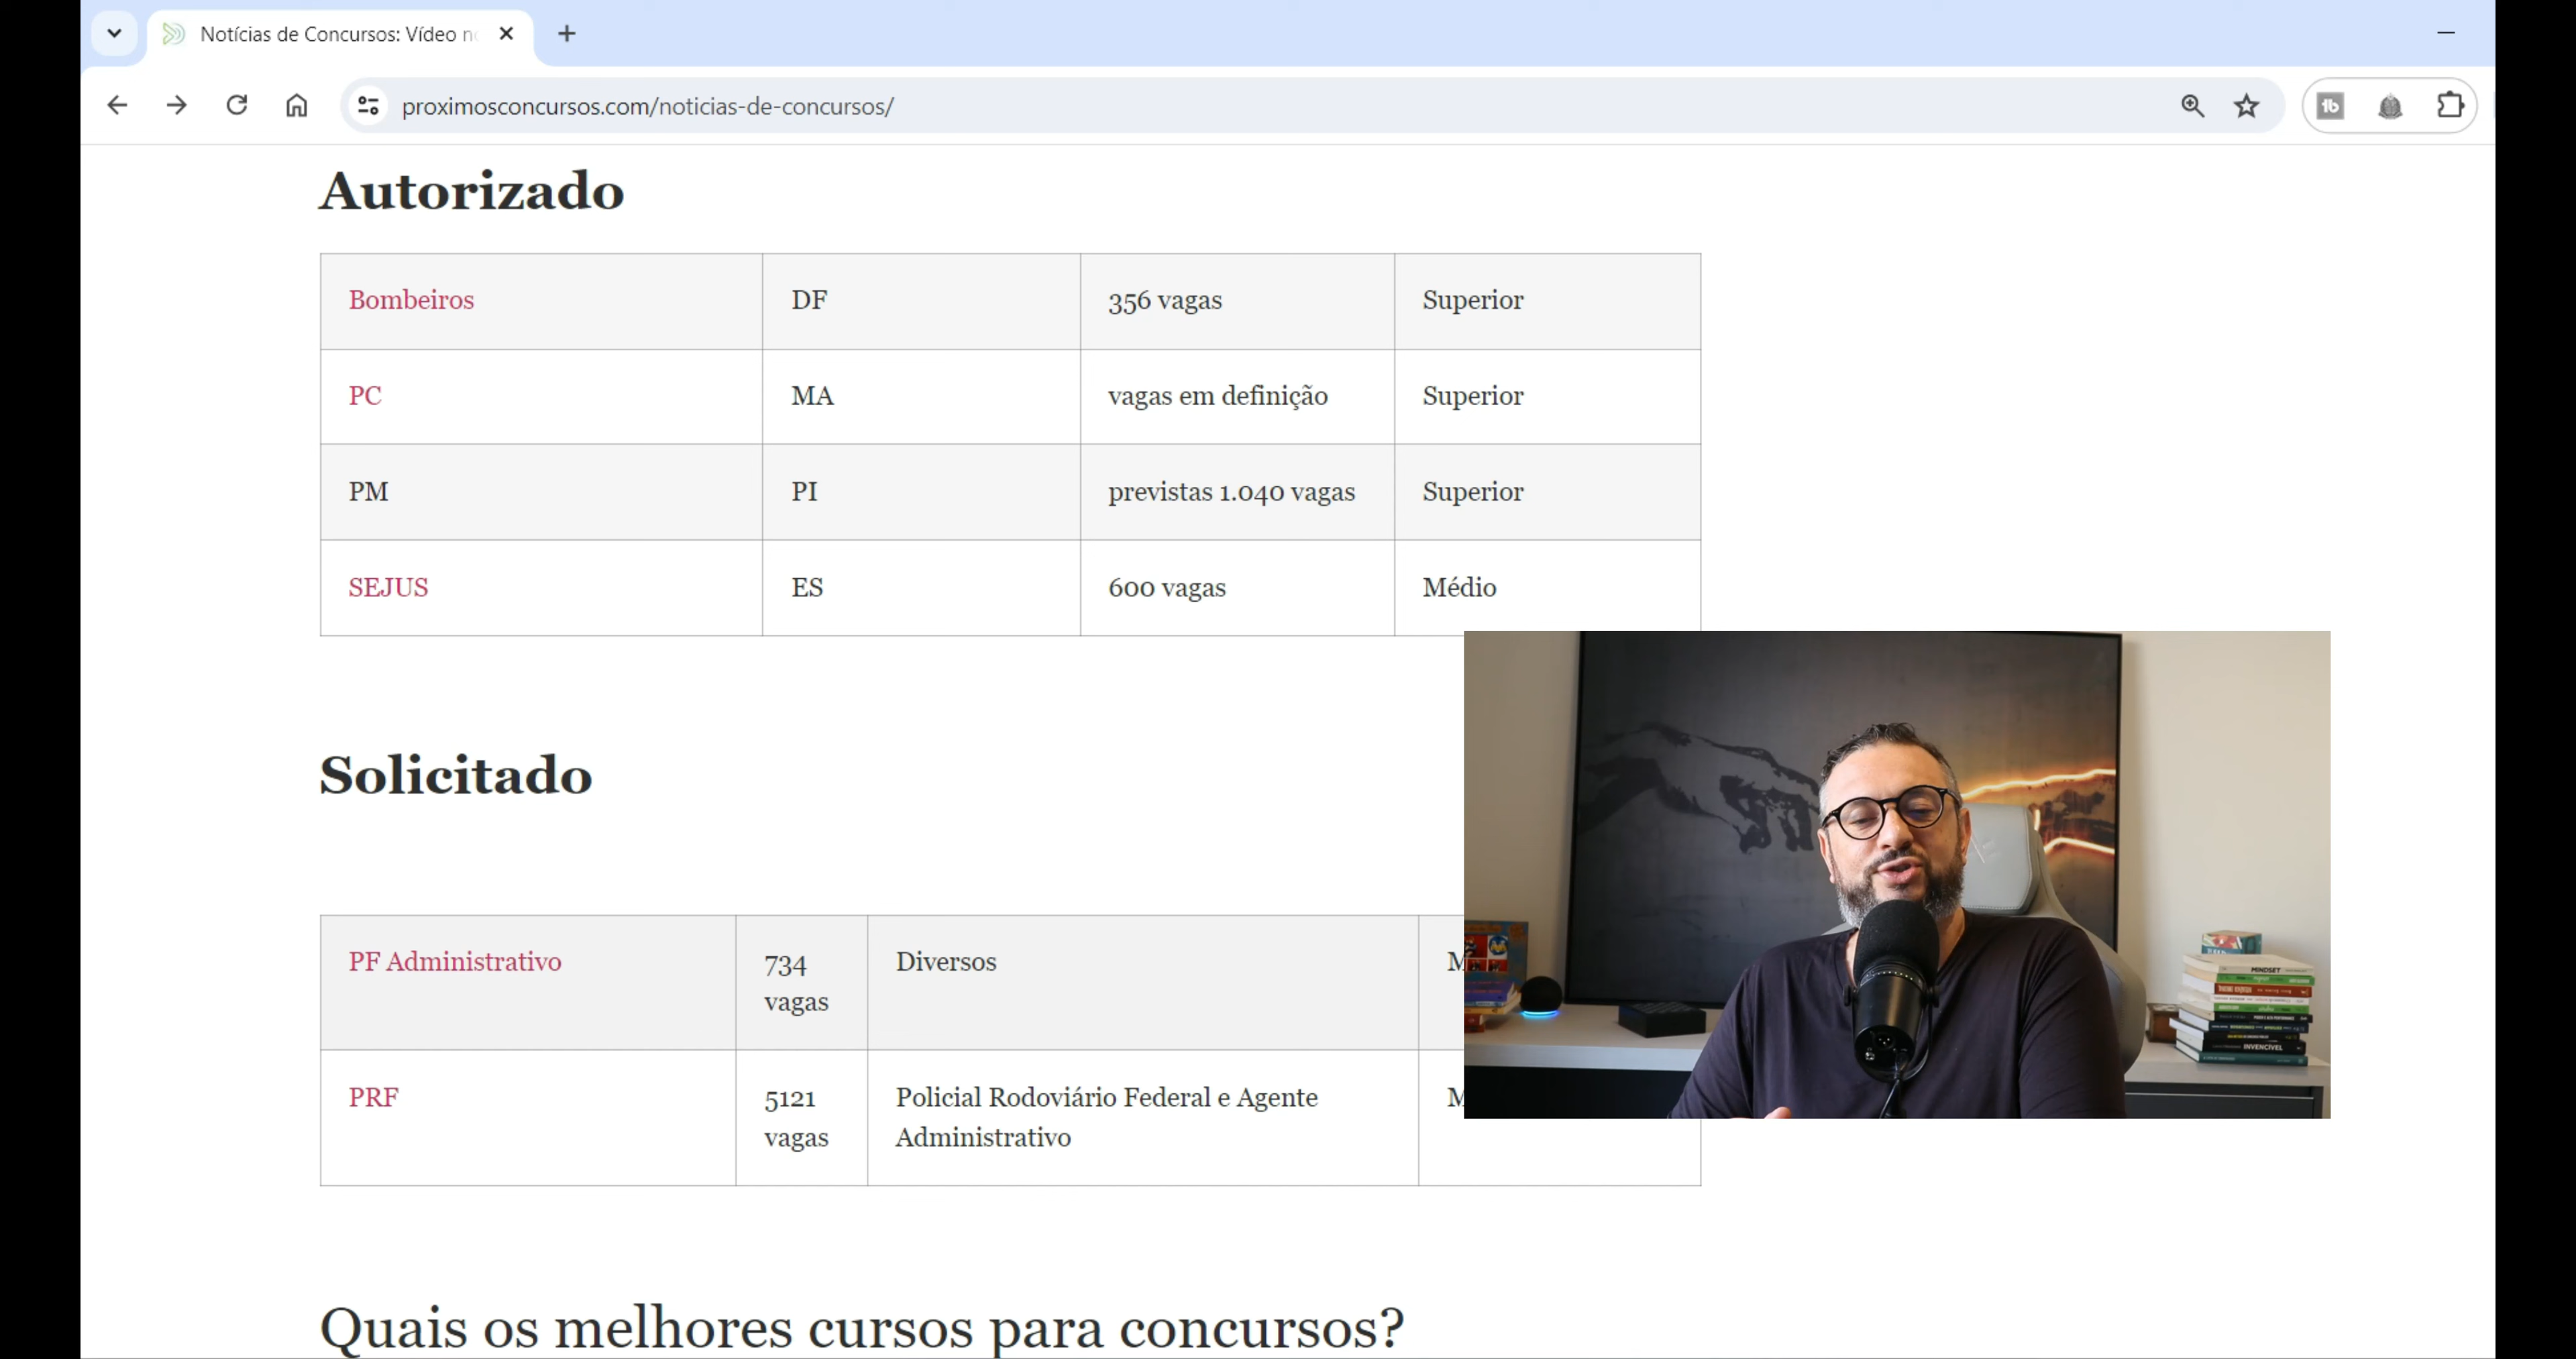 Notícias de Concursos: Vídeo
proximosconcursos.com/noticias-de-concursos/
Autorizado
Bombeiros DF 356 vagas Superior
PC MA vagas em definição Superior
PM PI previstas 1.040 vagas Superior
SEJUS ES 600 vagas Médio
Solicitado
PF Administrativo 734 Diversos
vagas
PRF 5121 Policial Rodoviário Federal e Agente
vagas Administrativo
MINDSET
INVENCÍVEL
Quais os melhores cursos para concursos?